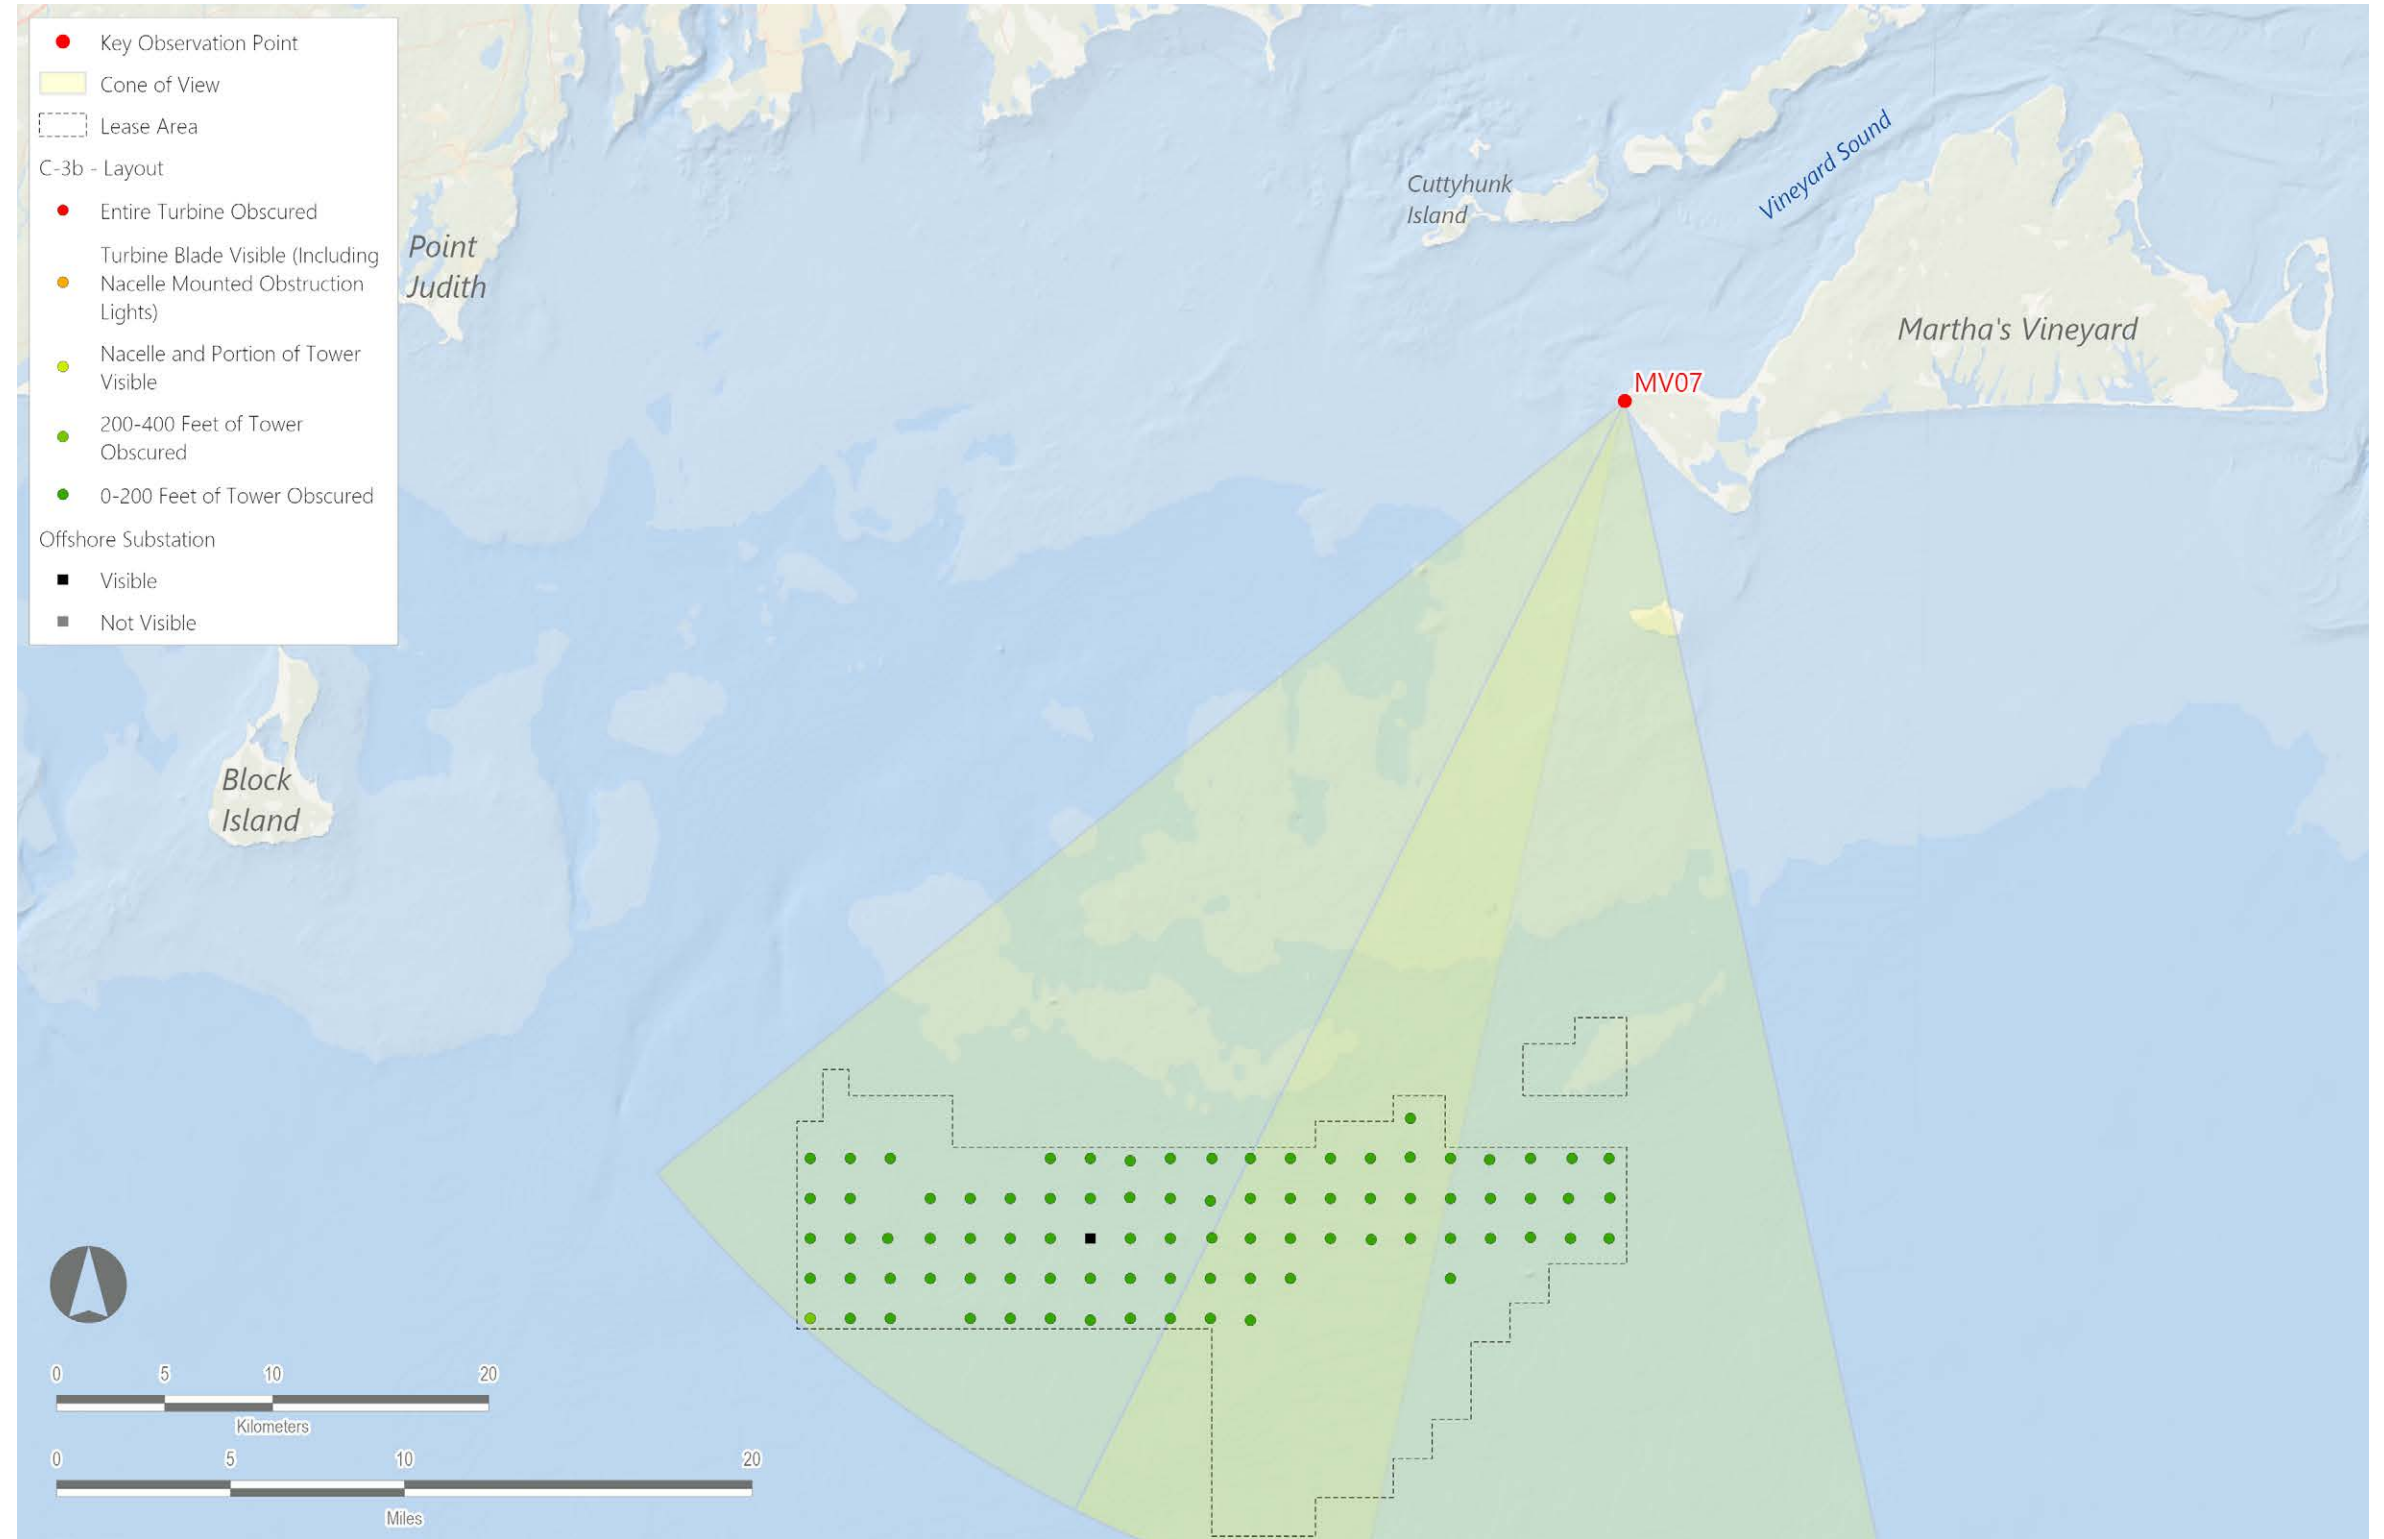 Key Observation Point
Cone of View
Lease Area
C-3b - Layout
Entire Turbine Obscured
Turbine Blade Visible (Including
Nacelle Mounted Obstruction
Lights)
Nacelle and Portion of Tower
Visible
200-400 Feet of Tower
Obscured
0-200 Feet of Tower Obscured
Offshore Substation
Visible
Not Visible
Point
Judith
Cuttyhunk
Island
Vineyard Sound
Martha's Vineyard
MV07
Block
Island
0 5 10 20
Kilometers
0 5 10 20
Miles